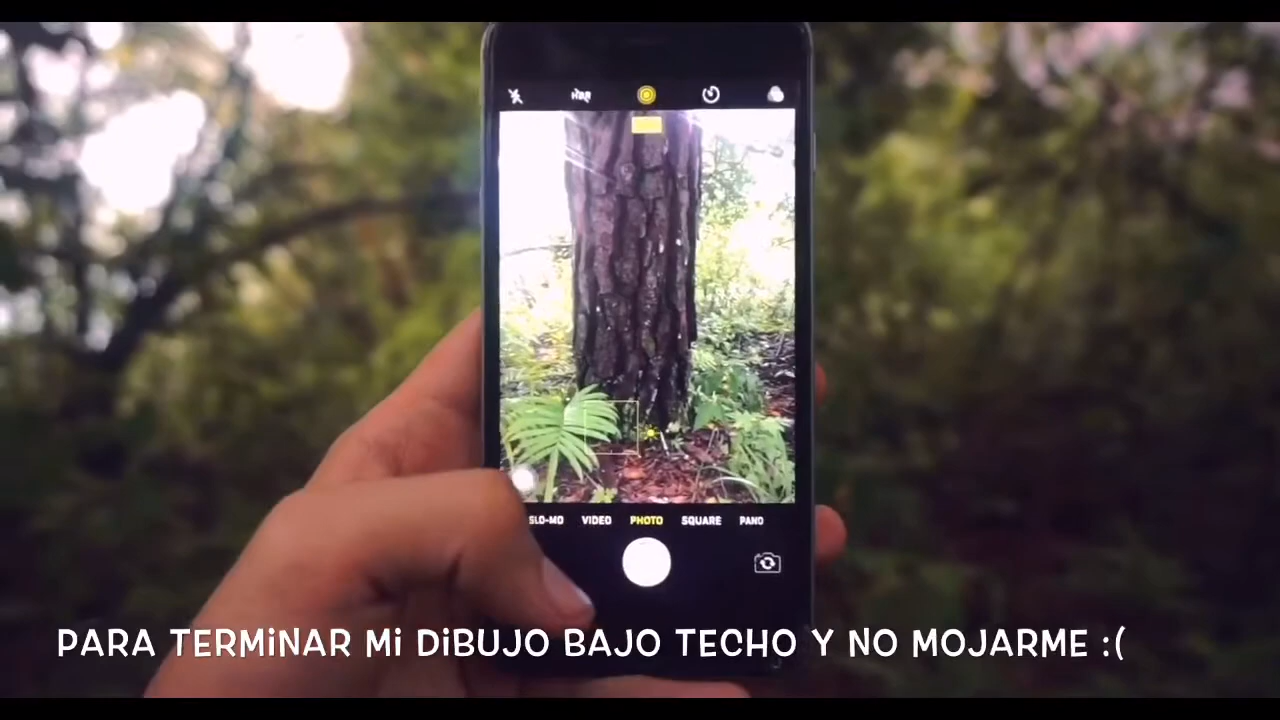 HDR
SLO-MO VIDEO PHOTO SQUARE PANO
PARA TERMiNAR Mi DiBUJO BAJO TECHO Y NO MOJARME :(